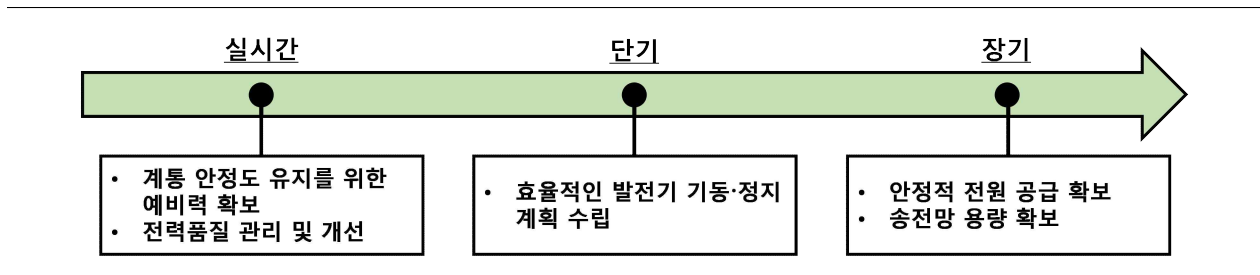 실시간
단기
장기
• 계통 안정도 유지를 위한
예비력 확보
• 전력품질 관리 및 개선
• 효율적인 발전기 기동·정지
계획 수립
• 안정적 전원 공급 확보
• 송전망 용량 확보